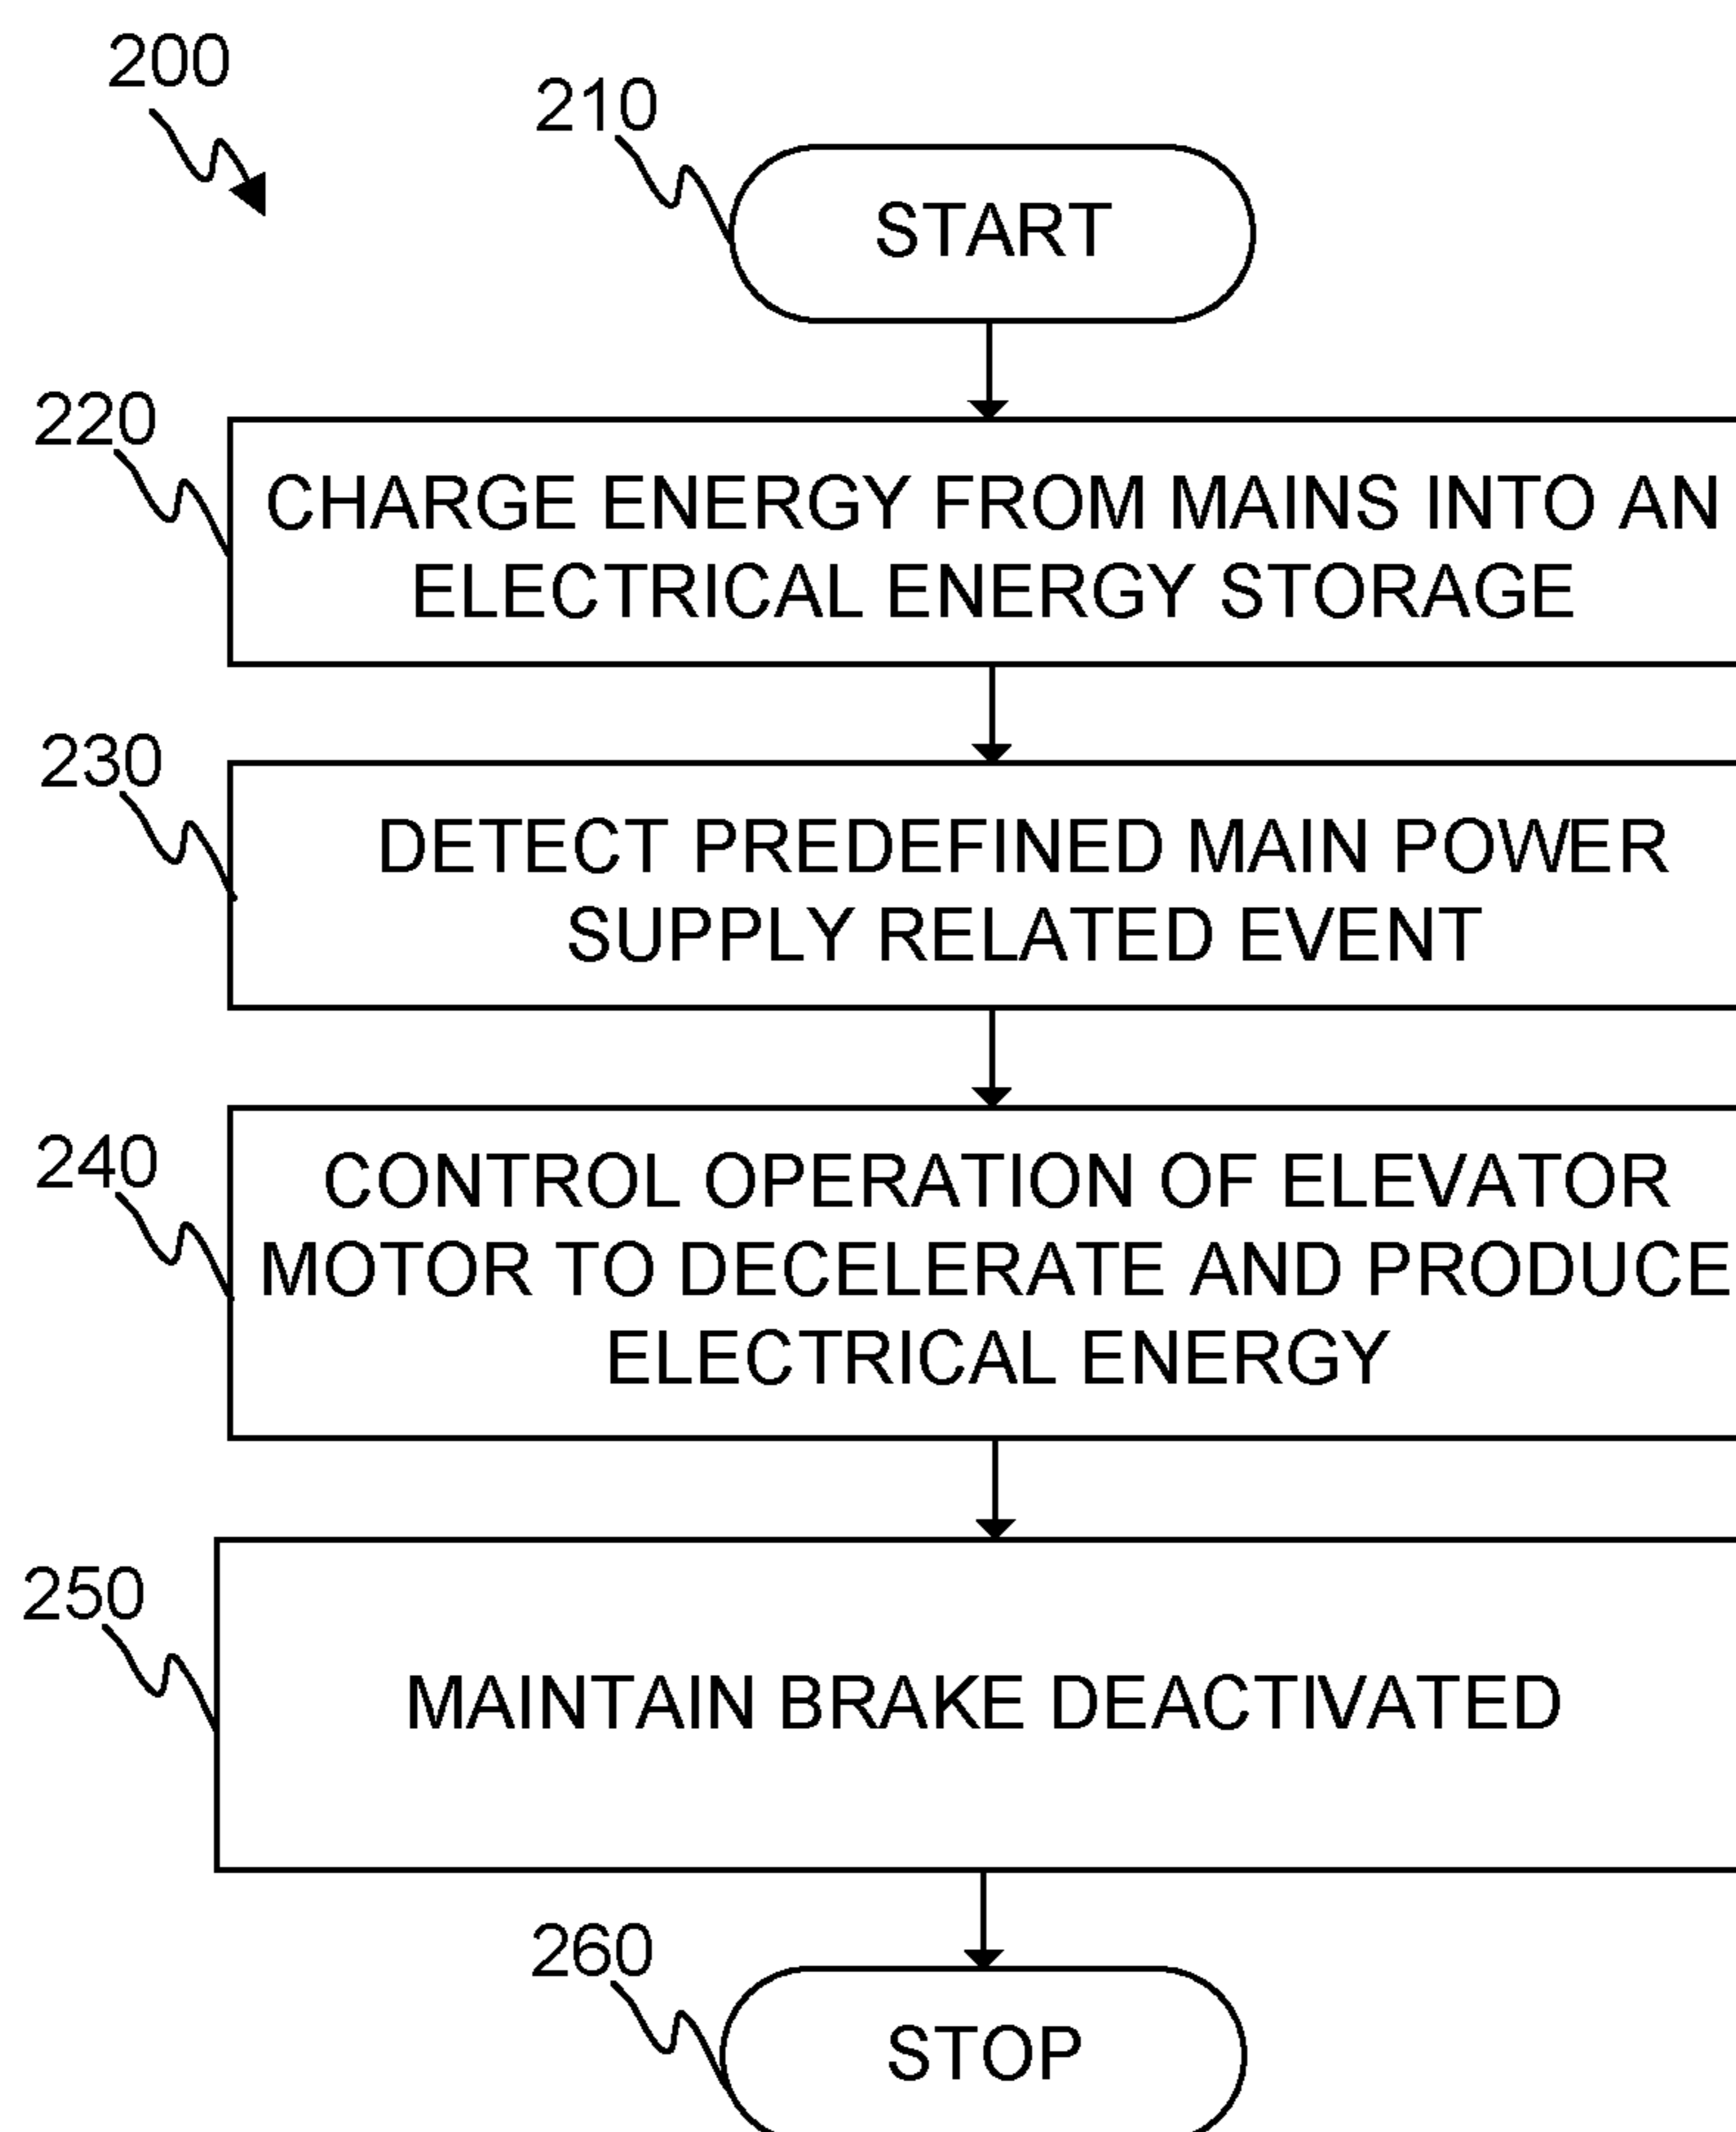 200
210
START
220
CHARGE ENERGY FROM MAINS INTO AN
ELECTRICAL ENERGY STORAGE
230
DETECT PREDEFINED MAIN POWER
SUPPLY RELATED EVENT
240
CONTROL OPERATION OF ELEVATOR
MOTOR TO DECELERATE AND PRODUCE
ELECTRICAL ENERGY
250
MAINTAIN BRAKE DEACTIVATED
260
STOP